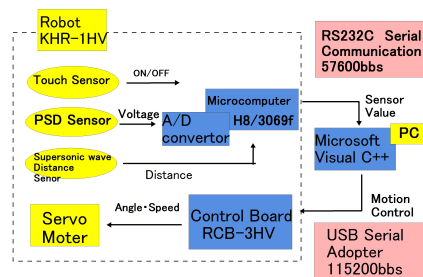 Robot
KHR-1HV
RS232C Serial
Communication
57600bbs
Touch Sensor
ON/OFF
PSD Sensor
Voltage
A/D
convertor
Microcomputer
H8/3069f
Sensor
Value
PC
Microsoft
Visual C++
Supersonic wave
Distance
Senor
Distance
Motion
Control
Servo
Moter
Angle・Speed
Control Board
RCB-3HV
USB Serial
Adopter
115200bbs